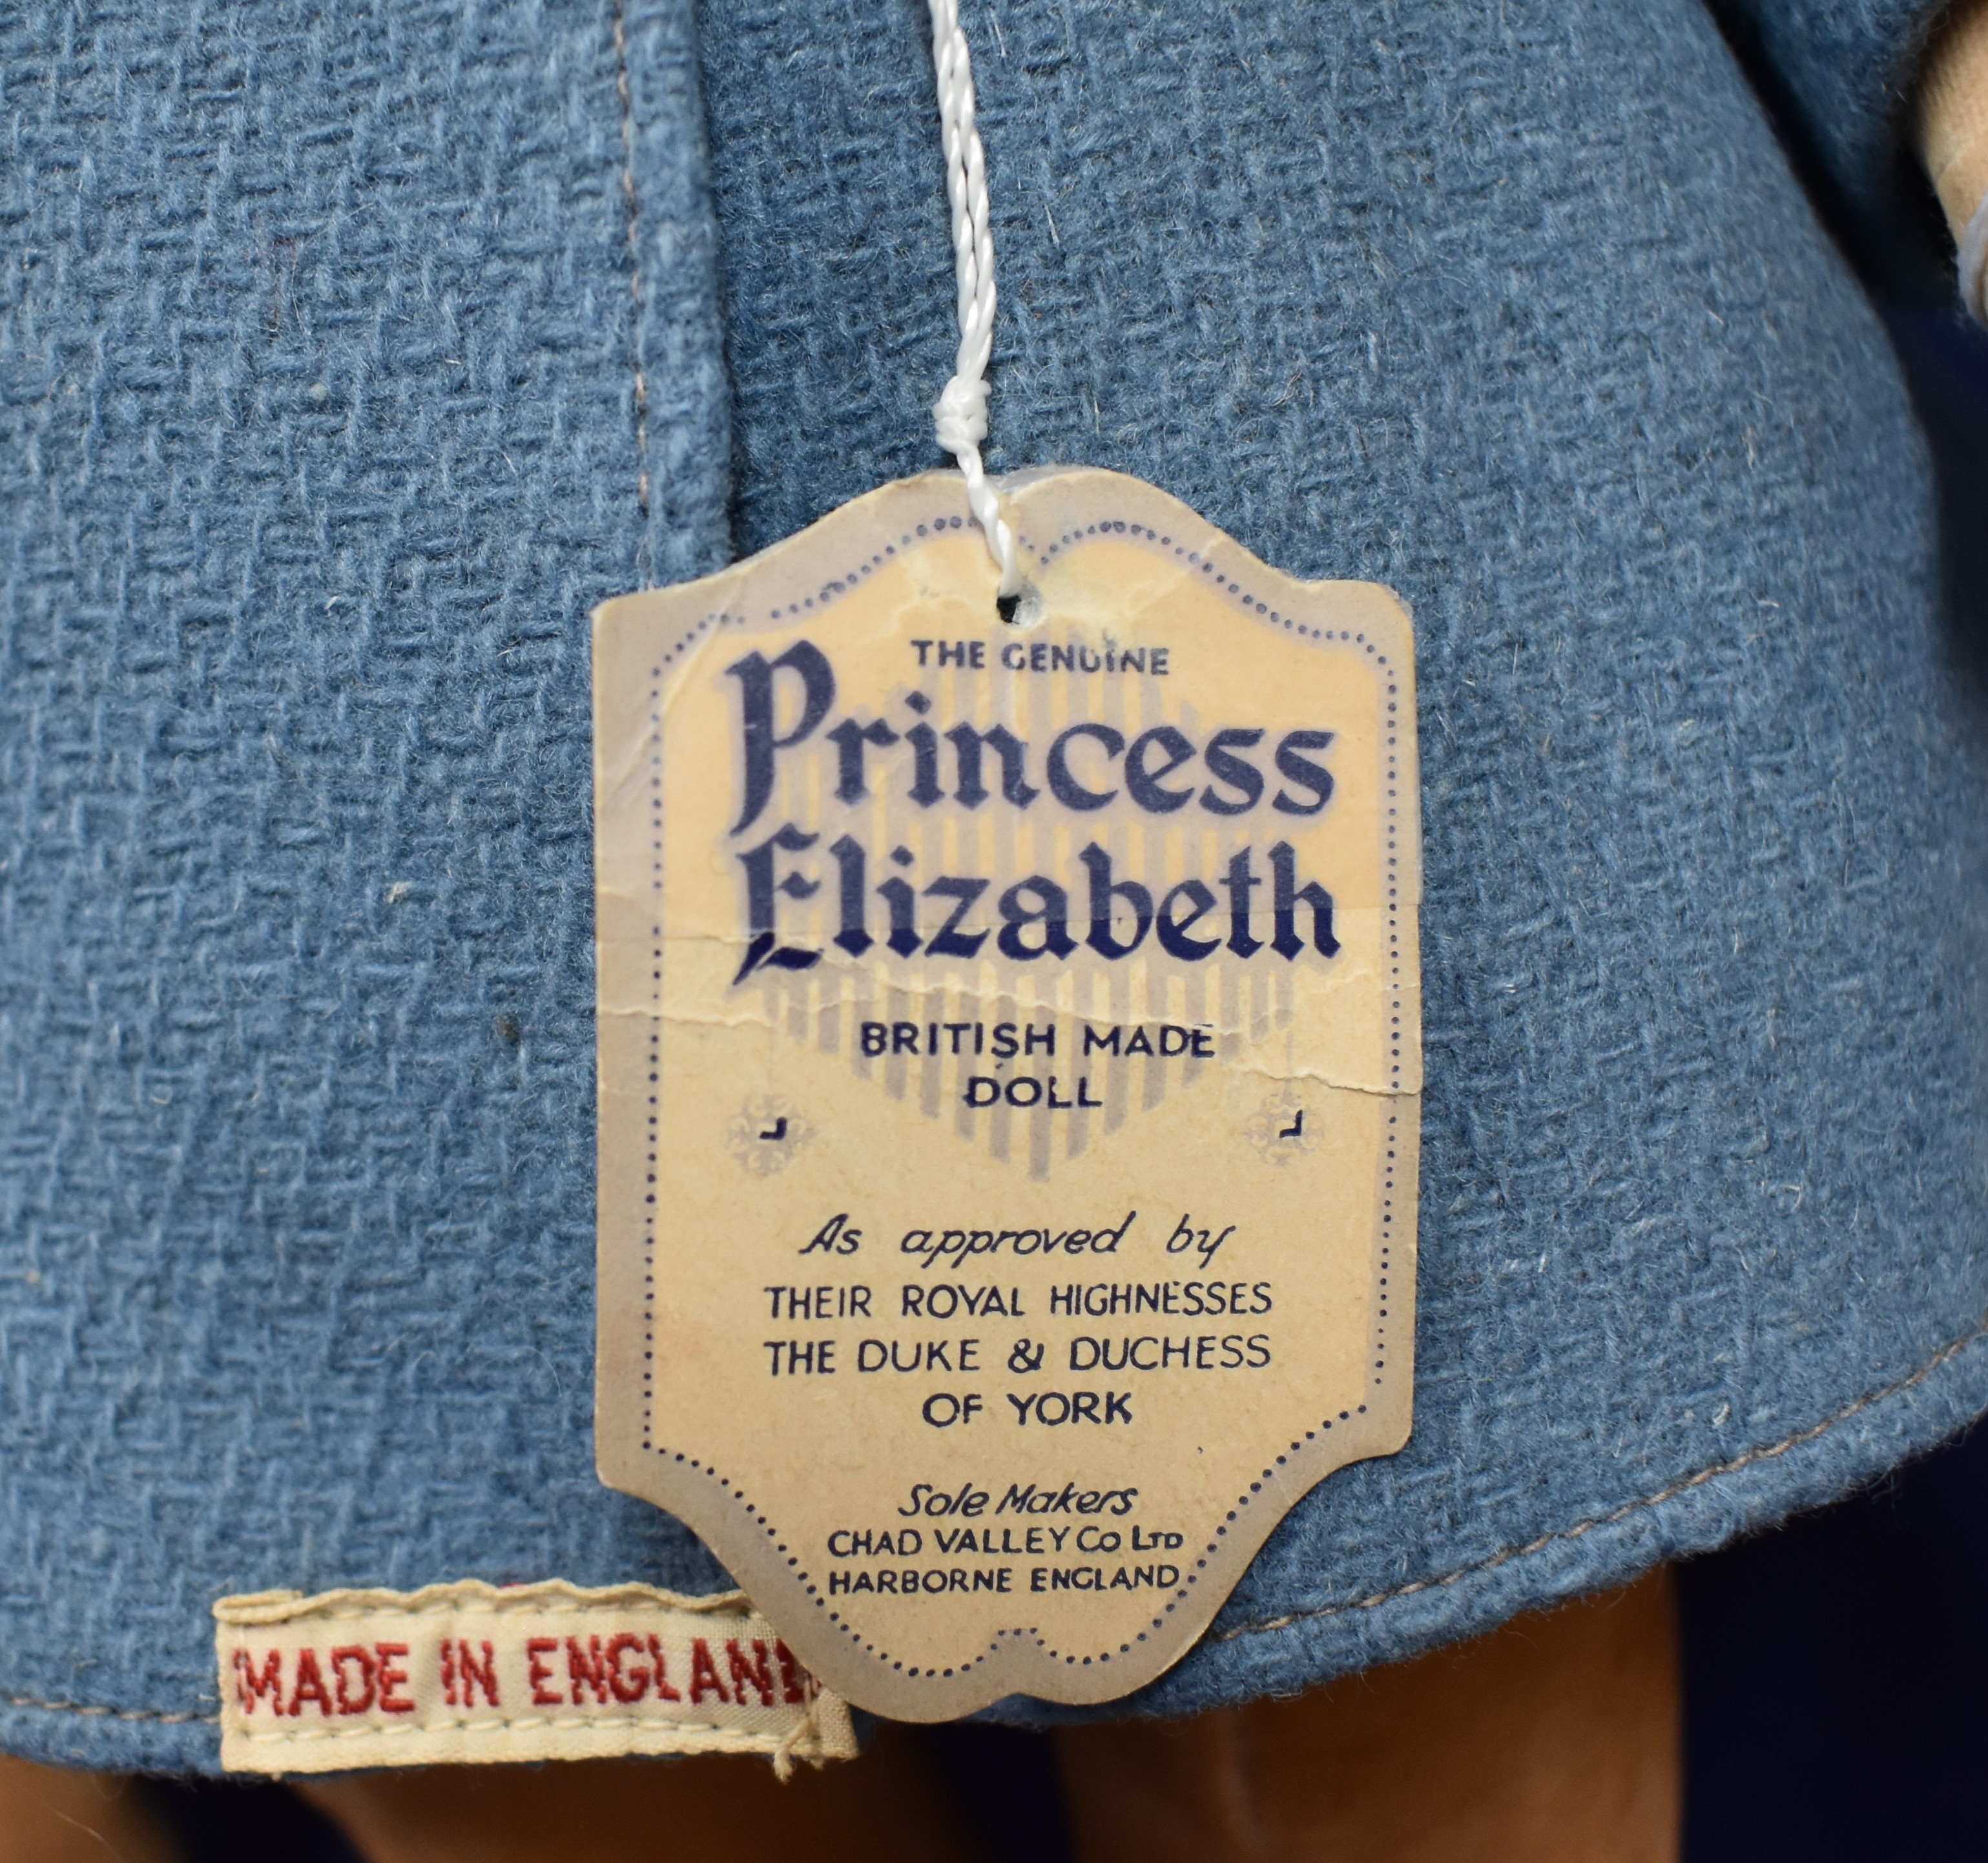 THE GENUINE
Princess
Elizabeth
BRITISH MADE
DOLL
As approved by
THEIR ROYAL HIGHNESSES
THE DUKE & DUCHESS
OF YORK
Sole Makers
CHAD VALLEY Co LTD
HARBORNE ENGLAND
MADE IN ENGLAND